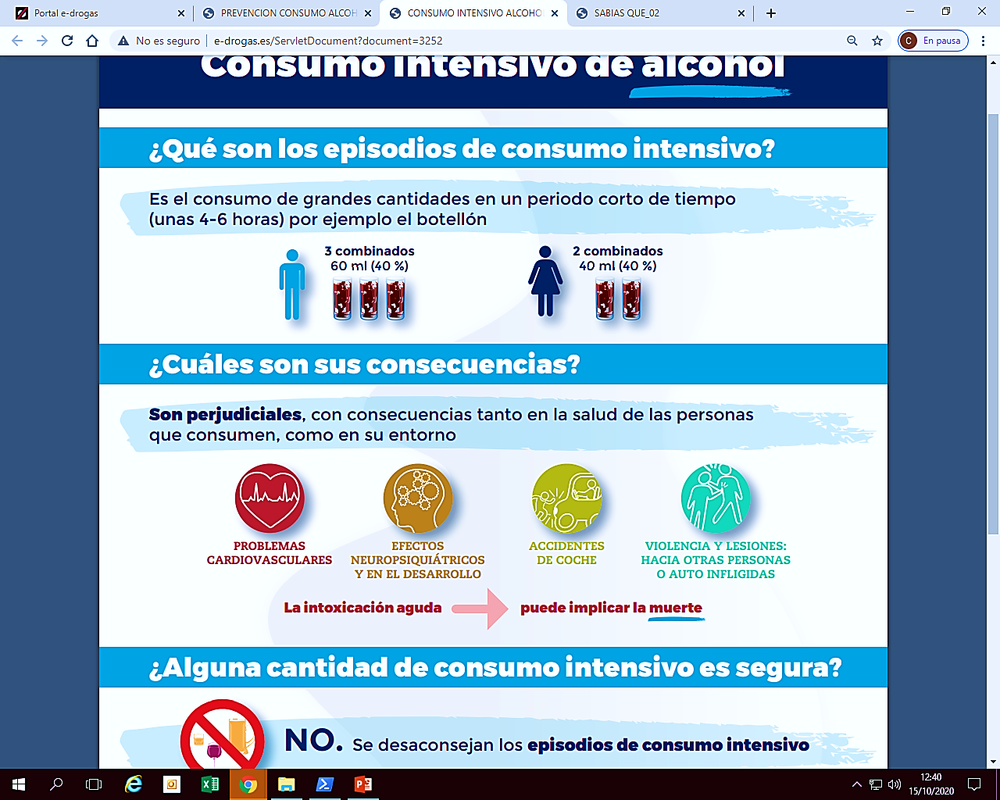 Portal e-drogas
PREVENCION CONSUMO ALCOH
CONSUMO INTENSIVO ALCOHO
SABIAS QUE_02
No es seguro
e-drogas.es/ServletDocument?document=3252
C
En pausa
Consumo intensivo de alcohol
¿Qué son los episodios de consumo intensivo?
Es el consumo de grandes cantidades en un periodo corto de tiempo
(unas 4-6 horas) por ejemplo el botellón
3 combinados
60 ml (40 %)
2 combinados
40 ml (40 %)
¿Cuáles son sus consecuencias?
Son perjudiciales, con consecuencias tanto en la salud de las personas
que consumen, como en su entorno
PROBLEMAS
CARDIOVASCULARES
EFECTOS
NEUROPSIQUIÁTRICOS
Y EN EL DESARROLLO
ACCIDENTES
DE COCHE
VIOLENCIA Y LESIONES:
HACIA OTRAS PERSONAS
O AUTO INFLIGIDAS
La intoxicación aguda
puede implicar la muerte
¿Alguna cantidad de consumo intensivo es segura?
NO. Se desaconsejan los episodios de consumo intensivo
12:40
15/10/2020